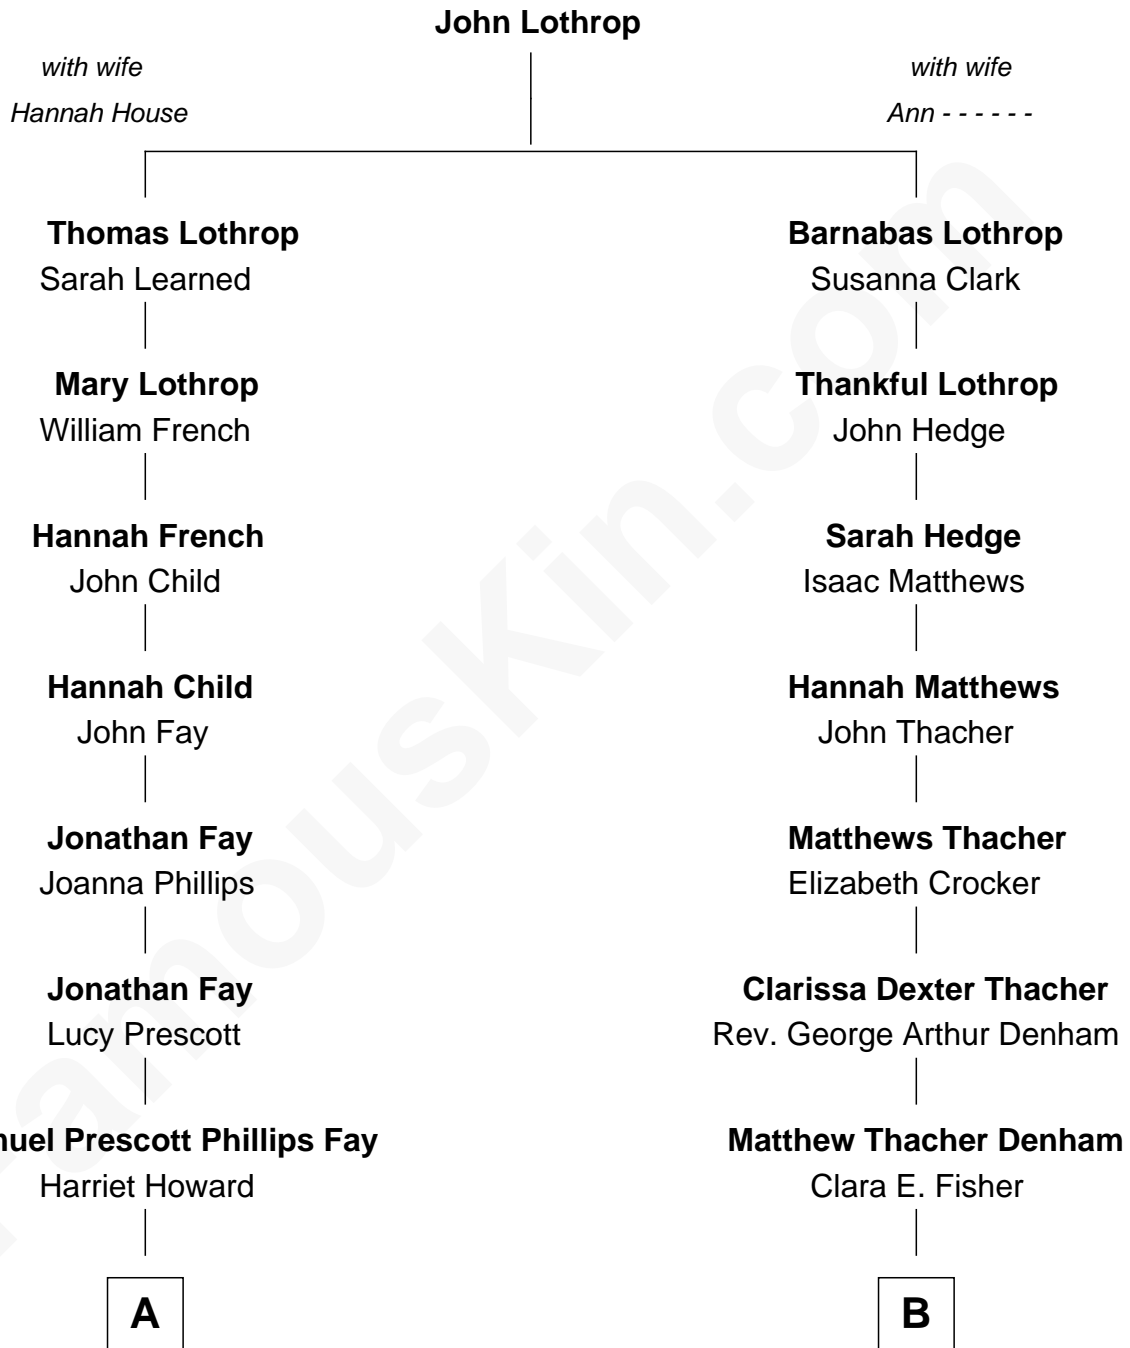 John Lothrop
with wife
Hannah House
with wife
Ann - - - - - -
Thomas Lothrop
Sarah Learned
Barnabas Lothrop
Susanna Clark
Mary Lothrop
William French
Thankful Lothrop
John Hedge
Hannah French
John Child
Sarah Hedge
Isaac Matthews
Hannah Child
John Fay
Hannah Matthews
John Thacher
Jonathan Fay
Joanna Phillips
Matthews Thacher
Elizabeth Crocker
Jonathan Fay
Lucy Prescott
Clarissa Dexter Thacher
Rev. George Arthur Denham
Prescott Phillips Fay
Harriet Howard
Matthew Thacher Denham
Clara E. Fisher
A
B
FamousKin.com